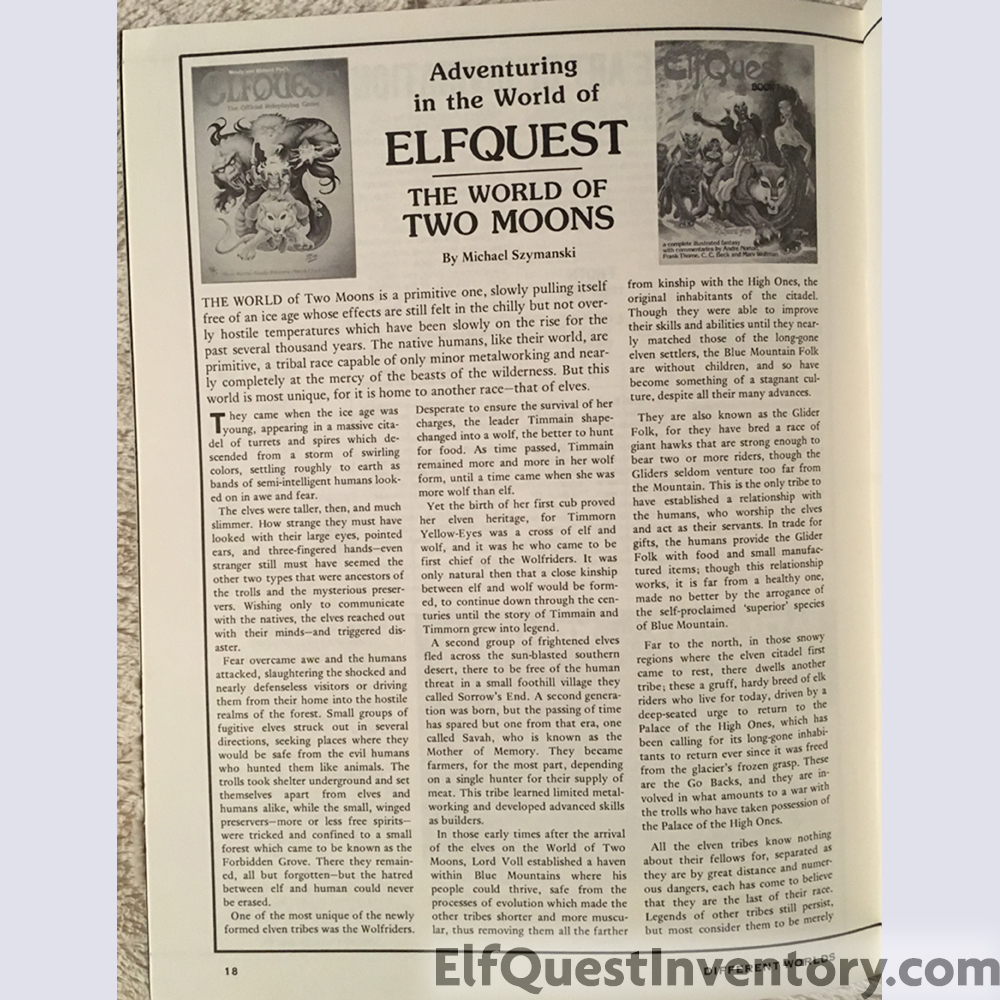 Wendy and Richard Pini's
ELFQUEST
The Official Roleplaying Game
Adventuring
in the World of
ELFQUEST
THE WORLD OF
TWO MOONS
By Michael Szymanski
ElfQuest
BOOK
a complete illustrated fantasy
with commentaries by Andre Norton,
Frank Thorne, C. C. Beck and Marv Wolfman
THE WORLD of Two Moons is a primitive one, slowly pulling itself
free of an ice age whose effects are still felt in the chilly but not over-
ly hostile temperatures which have been slowly on the rise for the
past several thousand years. The native humans, like their world, are
primitive, a tribal race capable of only minor metalworking and near-
ly completely at the mercy of the beasts of the wilderness. But this
world is most unique, for it is home to another race—that of elves.
They came when the ice age was
young, appearing in a massive cita-
del of turrets and spires which de-
scended from a storm of swirling
colors, settling roughly to earth as
bands of semi-intelligent humans look-
ed on in awe and fear.
The elves were taller, then, and much
slimmer. How strange they must have
looked with their large eyes, pointed
ears, and three-fingered hands—even
stranger still must have seemed the
other two types that were ancestors of
the trolls and the mysterious preser-
vers. Wishing only to communicate
with the natives, the elves reached out
with their minds—and triggered dis-
aster.
Fear overcame awe and the humans
attacked, slaughtering the shocked and
nearly defenseless visitors or driving
them from their home into the hostile
realms of the forest. Small groups of
fugitive elves struck out in several
directions, seeking places where they
would be safe from the evil humans
who hunted them like animals. The
trolls took shelter underground and set
themselves apart from elves and
humans alike, while the small, winged
preservers—more or less free spirits—
were tricked and confined to a small
forest which came to be known as the
Forbidden Grove. There they remain-
ed, all but forgotten—but the hatred
between elf and human could never
be erased.
One of the most unique of the newly
formed elven tribes was the Wolfriders.
Desperate to ensure the survival of her
charges, the leader Timmain shape-
changed into a wolf, the better to hunt
for food. As time passed, Timmain
remained more and more in her wolf
form, until a time came when she was
more wolf than elf.
Yet the birth of her first cub proved
her elven heritage, for Timmorn
Yellow-Eyes was a cross of elf and
wolf, and it was he who came to be
first chief of the Wolfriders. It was
only natural then that a close kinship
between elf and wolf would be form-
ed, to continue down through the cen-
turies until the story of Timmain and
Timmorn grew into legend.
A second group of frightened elves
fled across the sun-blasted southern
desert, there to be free of the human
threat in a small foothill village they
called Sorrow's End. A second genera-
tion was born, but the passing of time
has spared but one from that era, one
called Savah, who is known as the
Mother of Memory. They became
farmers, for the most part, depending
on a single hunter for their supply of
meat. This tribe learned limited metal-
working and developed advanced skills
as builders.
In those early times after the arrival
of the elves on the World of Two
Moons, Lord Voll established a haven
within Blue Mountains where his
people could thrive, safe from the
processes of evolution which made the
other tribes shorter and more muscu-
lar, thus removing them all the farther
from kinship with the High Ones, the
original inhabitants of the citadel.
Though they were able to improve
their skills and abilities until they near-
ly matched those of the long-gone
elven settlers, the Blue Mountain Folk
are without children, and so have
become something of a stagnant cul-
ture, despite all their many advances.
They are also known as the Glider
Folk, for they have bred a race of
giant hawks that are strong enough to
bear two or more riders, though the
Gliders seldom venture too far from
the Mountain. This is the only tribe to
have established a relationship with
the humans, who worship the elves
and act as their servants. In trade for
gifts, the humans provide the Glider
Folk with food and small manufac-
tured items; though this relationship
works, it is far from a healthy one,
made no better by the arrogance of
the self-proclaimed 'superior' species
of Blue Mountain.
Far to the north, in those snowy
regions where the elven citadel first
came to rest, there dwells another
tribe; these a gruff, hardy breed of elk
riders who live for today, driven by a
deep-seated urge to return to the
Palace of the High Ones, which has
been calling for its long-gone inhabi-
tants to return ever since it was freed
from the glacier's frozen grasp. These
are the Go Backs, and they are in-
volved in what amounts to a war with
the trolls who have taken possession of
the Palace of the High Ones.
All the elven tribes know nothing
about their fellows for, separated as
they are by great distance and numer-
ous dangers, each has come to believe
that they are the last of their race.
Legends of other tribes still persist,
but most consider them to be merely
18
DIFFERENT WORLDS
ElfQuestInventory.com